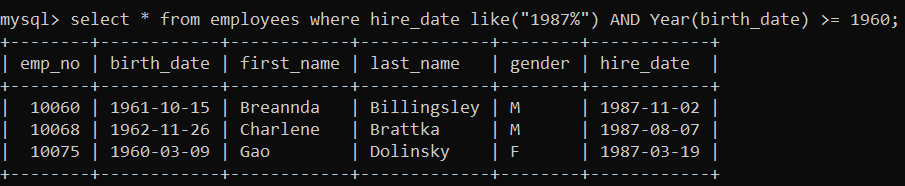 mysql> select * from employees where hire_date like("1987%") AND Year(birth_date) >= 1960;
+--------+------------+------------+-------------+--------+------------+
| emp_no | birth_date | first_name | last_name   | gender | hire_date  |
+--------+------------+------------+-------------+--------+------------+
|  10060 | 1961-10-15 | Breannda   | Billingsley | M      | 1987-11-02 |
|  10068 | 1962-11-26 | Charlene   | Brattka     | M      | 1987-08-07 |
|  10075 | 1960-03-09 | Gao        | Dolinsky    | F      | 1987-03-19 |
+--------+------------+------------+-------------+--------+------------+